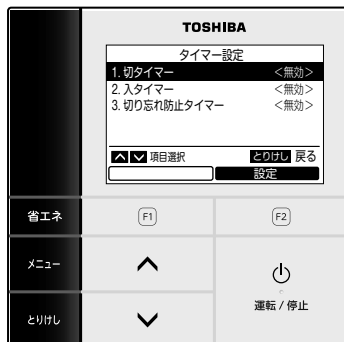 TOSHIBA
タイマー設定
1. 切タイマー <無効>
2. 入タイマー <無効>
3. 切り忘れ防止タイマー <無効>
項目選択 とりけし 戻る
設定
省エネ F1 F2
メニュー
運転 / 停止
とりけし